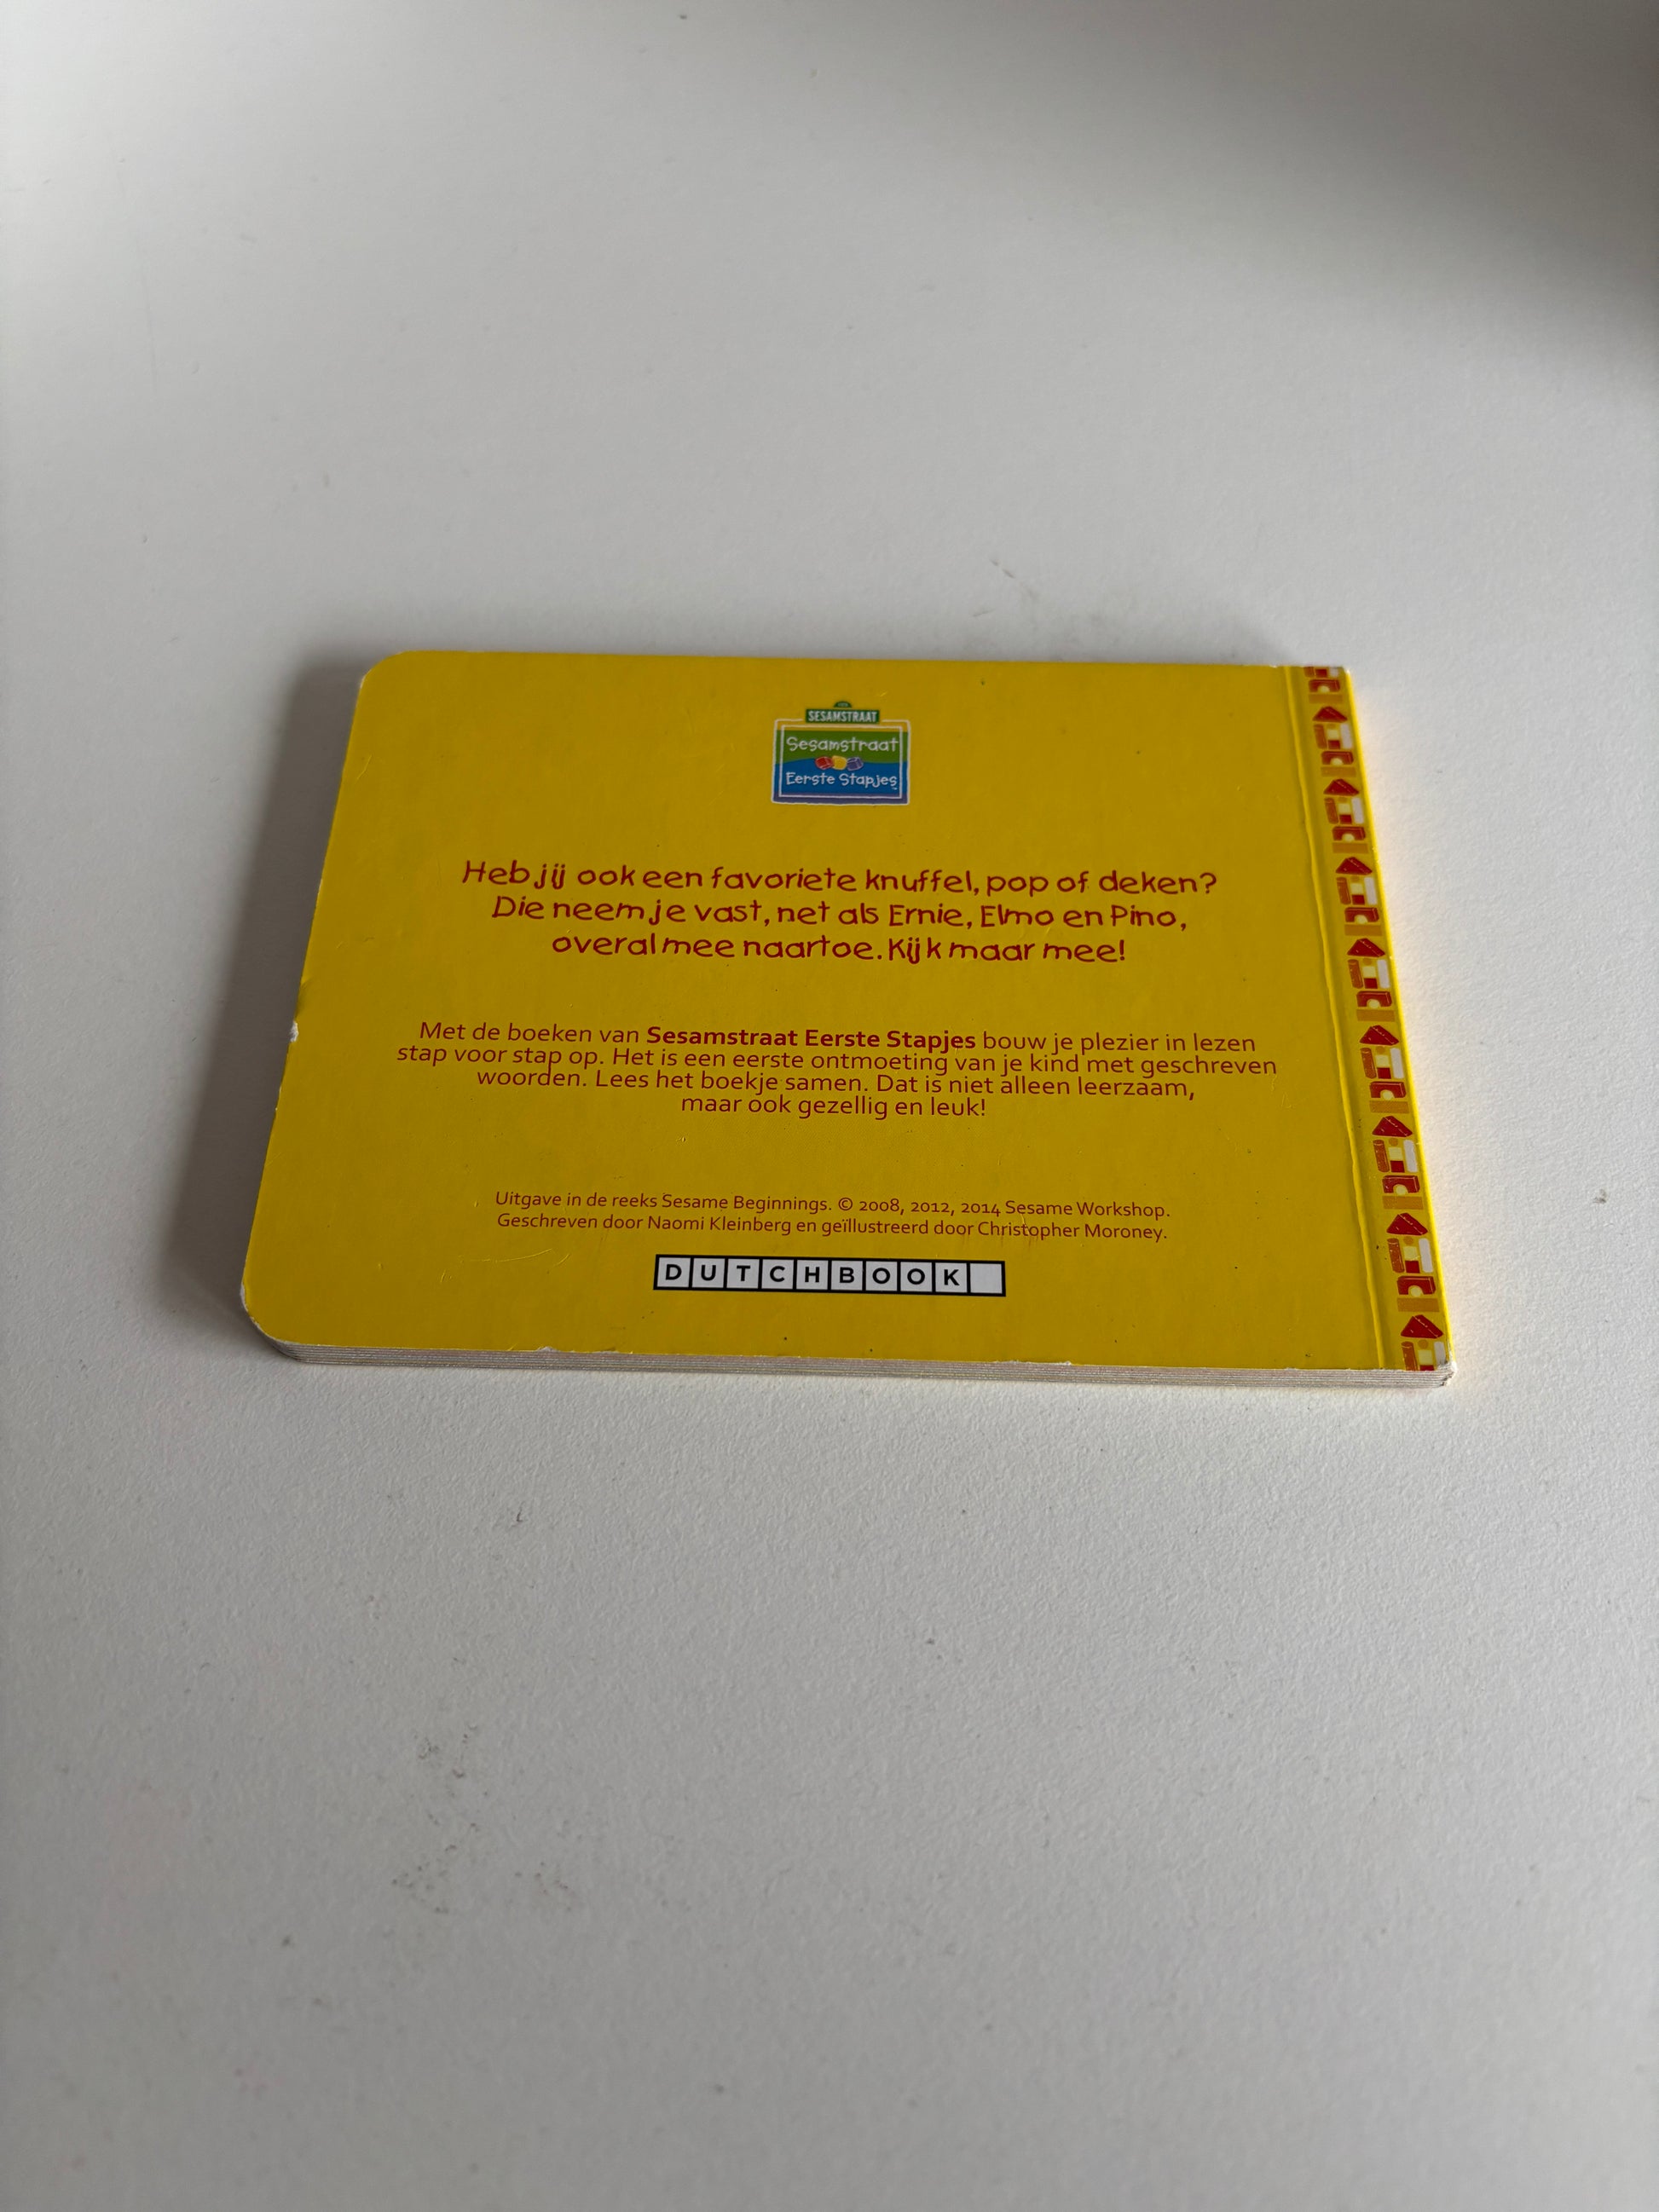 SESAMSTRAAT
Sesamstraat
Eerste Stapjes
Heb jij ook een favoriete knuffel, pop of deken?
Die neem je vast, net als Ernie, Elmo en Pino,
overal mee naartoe. Kijk maar mee!
Met de boeken van Sesamstraat Eerste Stapjes bouw je plezier in lezen
stap voor stap op. Het is een eerste ontmoeting van je kind met geschreven
woorden. Lees het boekje samen. Dat is niet alleen leerzaam,
maar ook gezellig en leuk!
Uitgave in de reeks Sesame Beginnings. © 2008, 2012, 2014 Sesame Workshop.
Geschreven door Naomi Kleinberg en geïllustreerd door Christopher Moroney.
DUTCHBOOK